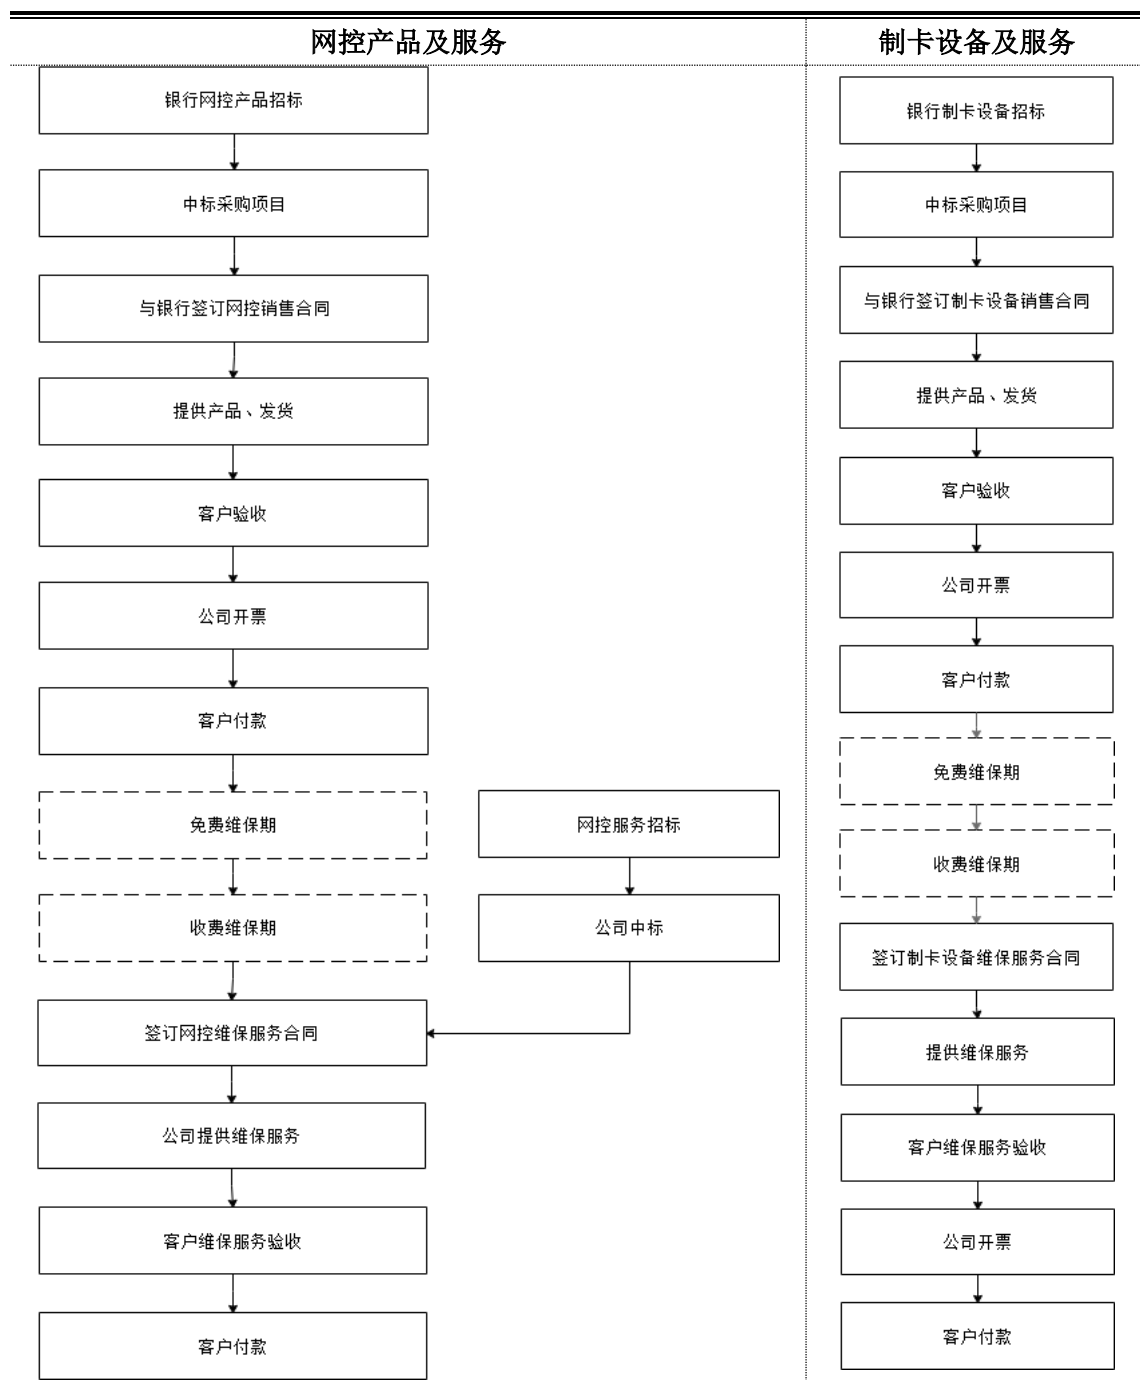 网控产品及服务
制卡设备及服务
银行网控产品招标
中标采购项目
与银行签订网控销售合同
提供产品、发货
客户验收
公司开票
客户付款
免费维保期
收费维保期
网控服务招标
公司中标
签订网控维保服务合同
公司提供维保服务
客户维保服务验收
客户付款
银行制卡设备招标
中标采购项目
与银行签订制卡设备销售合同
提供产品、发货
客户验收
公司开票
客户付款
免费维保期
收费维保期
签订制卡设备维保服务合同
提供维保服务
客户维保服务验收
公司开票
客户付款